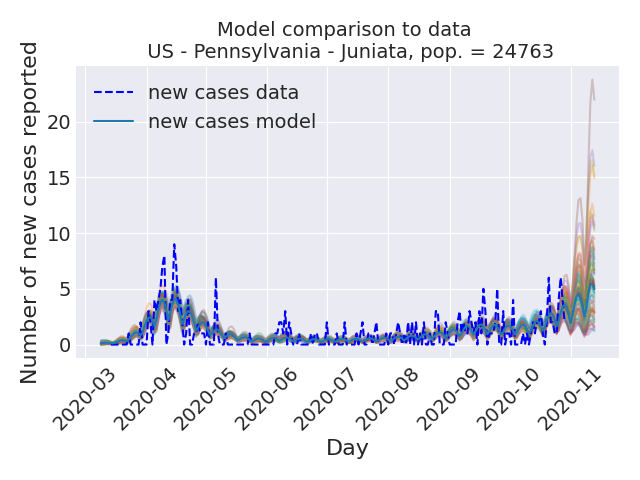 Model comparison to data
US - Pennsylvania - Juniata, pop. = 24763
Number of new cases reported
new cases data
new cases model
20
15
10
5
0
2020-03
2020-04
2020-05
2020-06
2020-07
2020-08
2020-09
2020-10
2020-11
Day